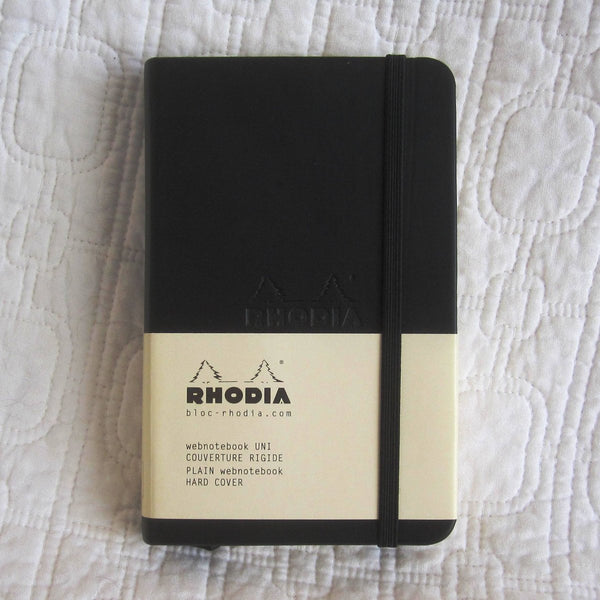 RHODIA
RHODIA
bloc-rhodia.com
webnotebook UNI
COUVERTURE RIGIDE
PLAIN webnotebook
HARD COVER